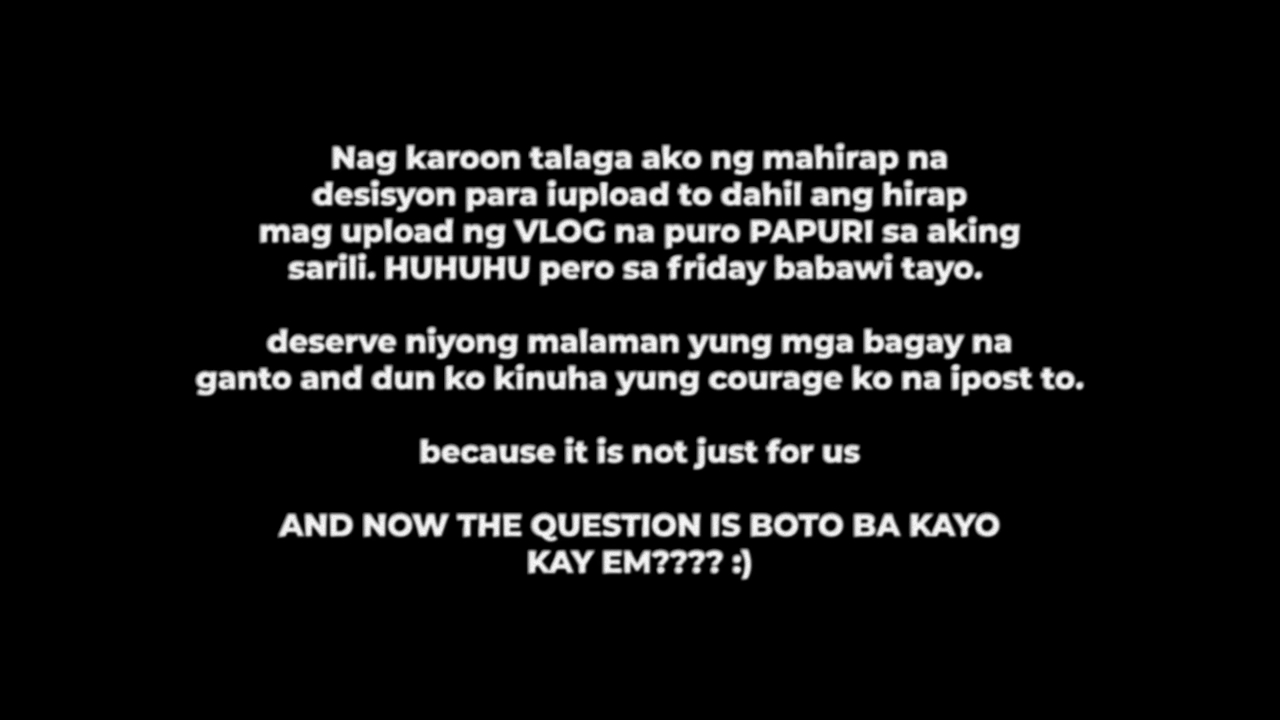 Nag karoon talaga ako ng mahirap na
desisyon para iupload to dahil ang hirap
mag upload ng VLOG na puro PAPURI sa aking
sarili. HUHUHU pero sa friday babawi tayo.
deserve niyong malaman yung mga bagay na
ganto and dun ko kinuha yung courage ko na ipost to.
because it is not just for us
AND NOW THE QUESTION IS BOTO BA KAYO
KAY EM???? :)